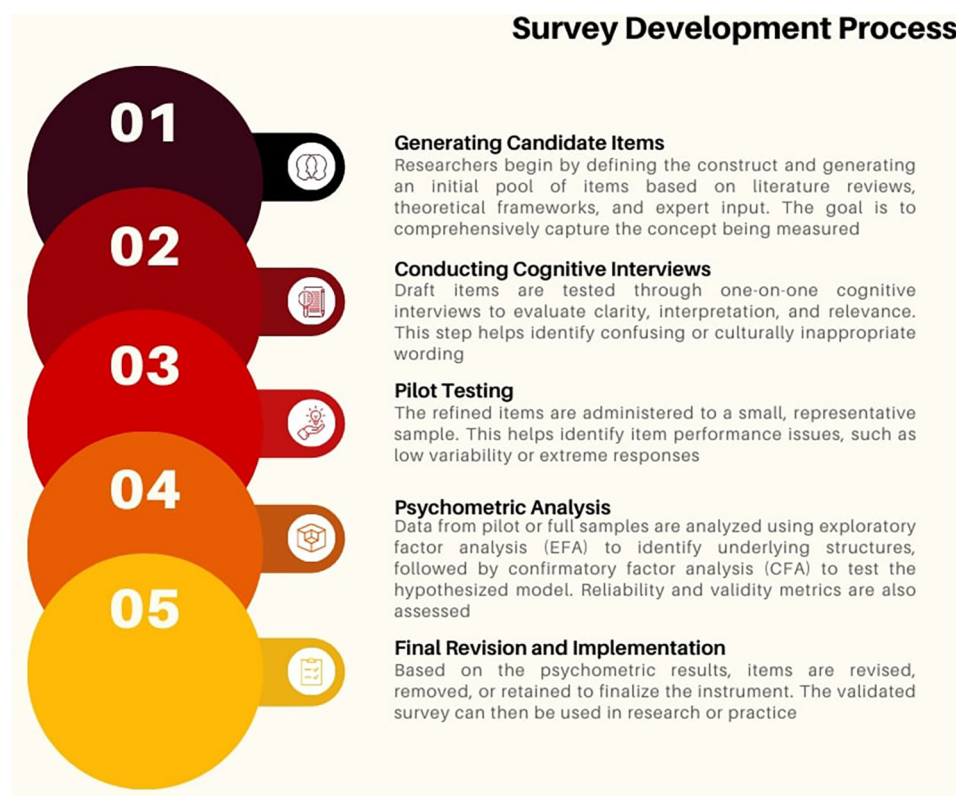 Survey Development Process
01
Generating Candidate Items
Researchers begin by defining the construct and generating
an initial pool of items based on literature reviews,
theoretical frameworks, and expert input. The goal is to
comprehensively capture the concept being measured
02
Conducting Cognitive Interviews
Draft items are tested through one-on-one cognitive
interviews to evaluate clarity, interpretation, and relevance.
This step helps identify confusing or culturally inappropriate
wording
03
Pilot Testing
The refined items are administered to a small, representative
sample. This helps identify item performance issues, such as
low variability or extreme responses
04
Psychometric Analysis
Data from pilot or full samples are analyzed using exploratory
factor analysis (EFA) to identify underlying structures,
followed by confirmatory factor analysis (CFA) to test the
hypothesized model. Reliability and validity metrics are also
assessed
05
Final Revision and Implementation
Based on the psychometric results, items are revised,
removed, or retained to finalize the instrument. The validated
survey can then be used in research or practice